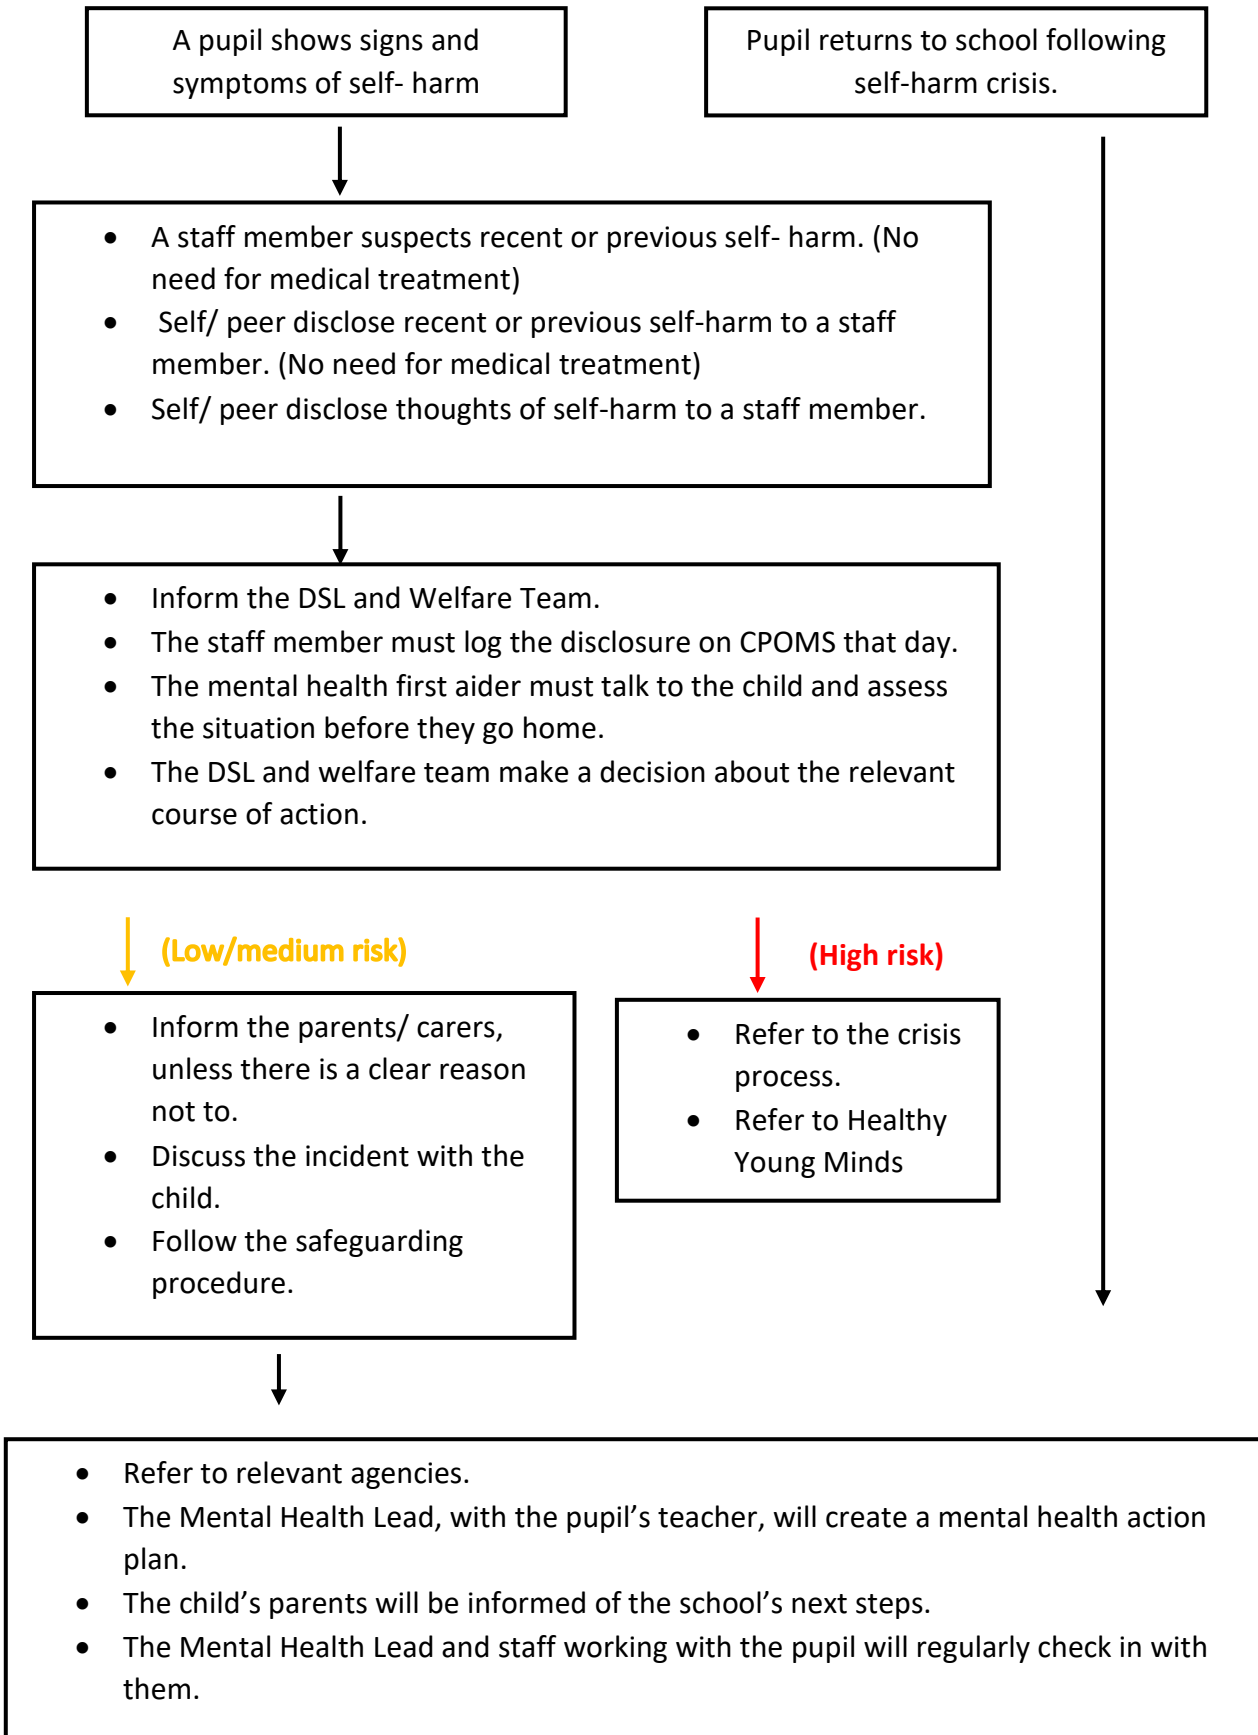 A pupil shows signs and
symptoms of self- harm
Pupil returns to school following
self-harm crisis.
• A staff member suspects recent or previous self- harm. (No
need for medical treatment)
• Self/ peer disclose recent or previous self-harm to a staff
member. (No need for medical treatment)
• Self/ peer disclose thoughts of self-harm to a staff member.
• Inform the DSL and Welfare Team.
• The staff member must log the disclosure on CPOMS that day.
• The mental health first aider must talk to the child and assess
the situation before they go home.
• The DSL and welfare team make a decision about the relevant
course of action.
(Low/medium risk)
• Inform the parents/ carers,
unless there is a clear reason
not to.
• Discuss the incident with the
child.
• Follow the safeguarding
procedure.
(High risk)
• Refer to the crisis
process.
• Refer to Healthy
Young Minds
• Refer to relevant agencies.
• The Mental Health Lead, with the pupil’s teacher, will create a mental health action
plan.
• The child’s parents will be informed of the school’s next steps.
• The Mental Health Lead and staff working with the pupil will regularly check in with
them.